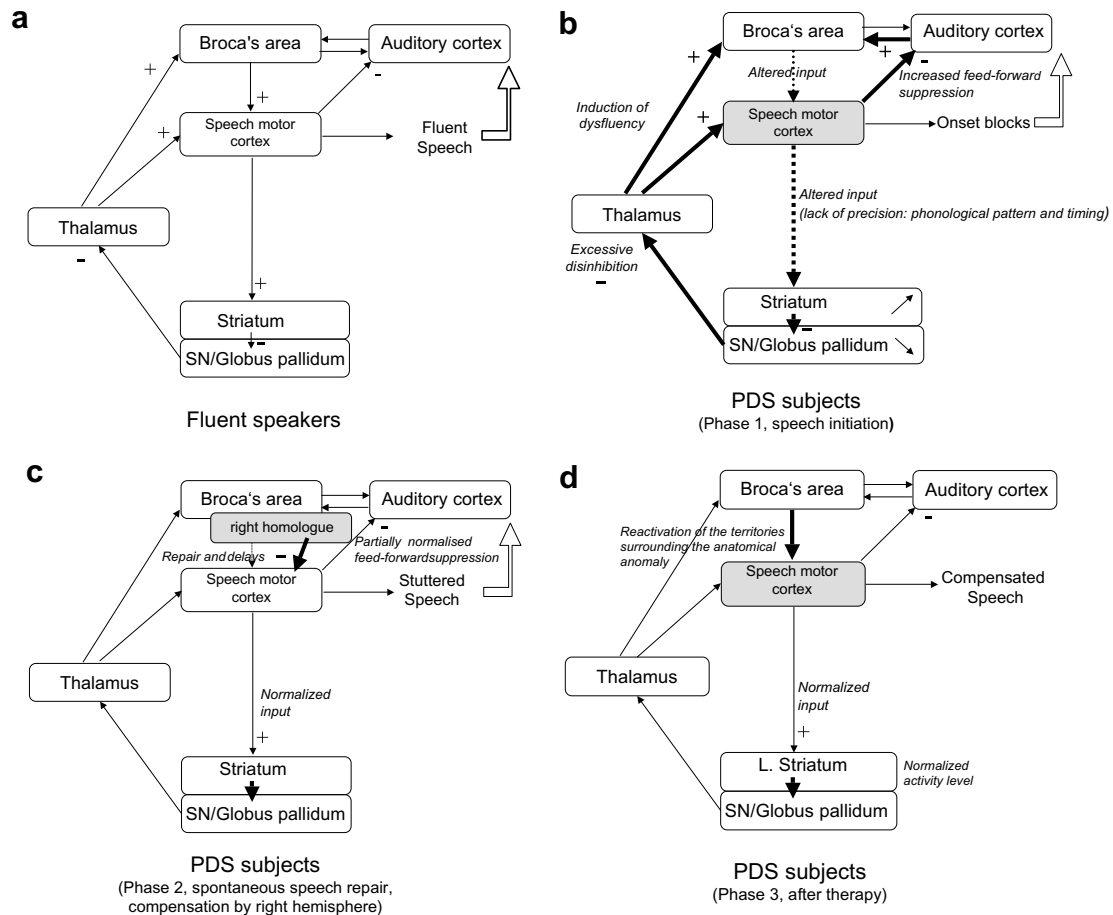 a
Broca's area
Auditory cortex
+
+
-
Speech motor
cortex
+
Fluent
Speech
Thalamus
-
+
Striatum
-
SN/Globus pallidum
Fluent speakers
b
Broca‘s area
Auditory cortex
+
-
+
Altered input
Increased feed-forward
suppression
Induction of
dysfluency
Speech motor
cortex
+
Onset blocks
Altered input
(lack of precision: phonological pattern and timing)
Thalamus
Excessive
disinhibition
-
Striatum
-
SN/Globus pallidum
PDS subjects
(Phase 1, speech initiation)
c
Broca‘s area
Auditory cortex
right homologue
-
Repair and delays
-
Partially normalised
feed-forwardsuppression
Speech motor
cortex
Stuttered
Speech
Thalamus
Normalized
input
+
Striatum
SN/Globus pallidum
PDS subjects
(Phase 2, spontaneous speech repair,
compensation by right hemisphere)
d
Broca‘s area
Auditory cortex
-
Reactivation of the territories
surrounding the anatomical
anomaly
Speech motor
cortex
Compensated
Speech
Thalamus
Normalized
input
+
L. Striatum
Normalized
activity level
SN/Globus pallidum
PDS subjects
(Phase 3, after therapy)